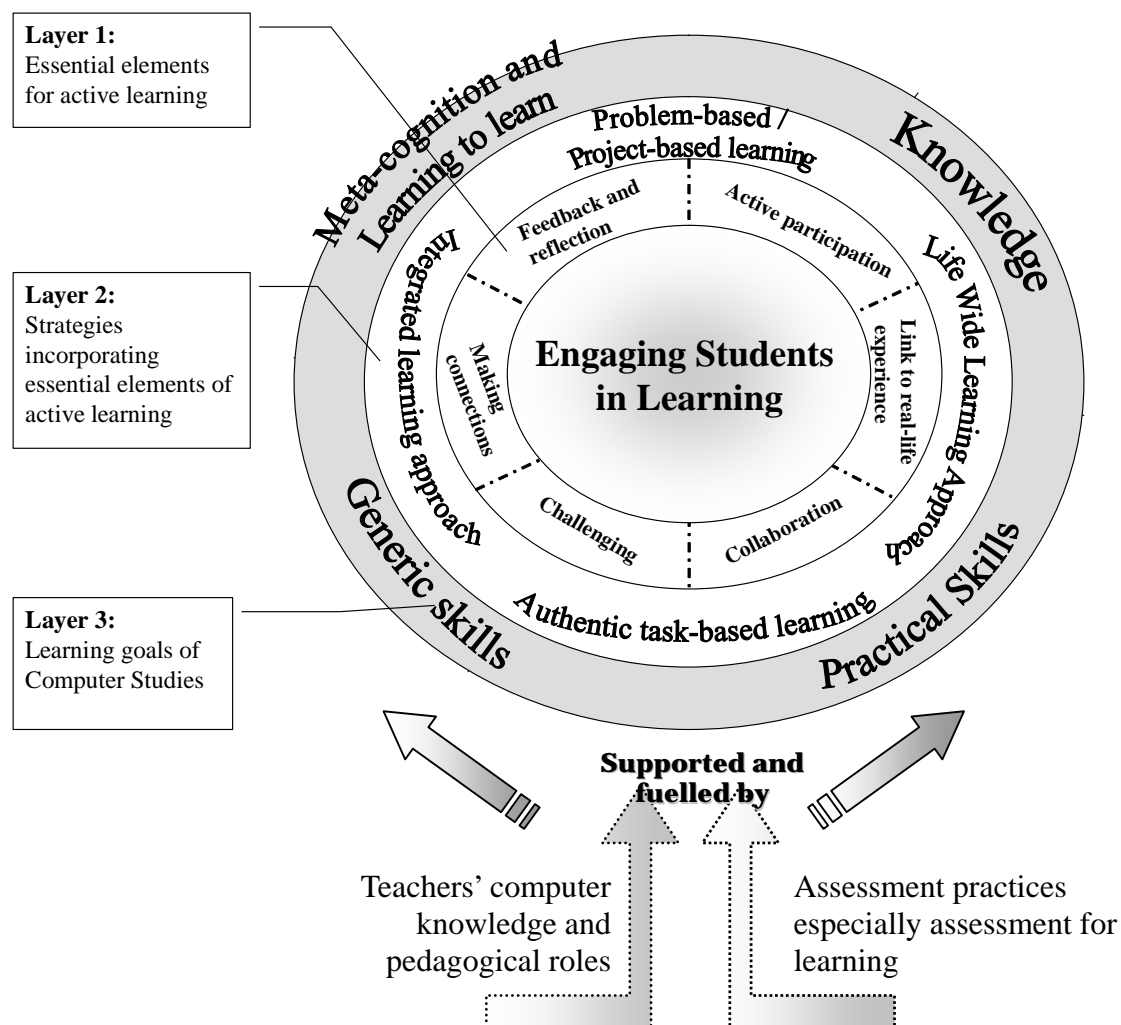 Layer 1:
Essential elements
for active learning
Layer 2:
Strategies
incorporating
essential elements of
active learning
Layer 3:
Learning goals of
Computer Studies
Meta-cognition and
Learning to learn
Knowledge
Generic skills
Practical Skills
Problem-based /
Project-based learning
Integrated learning approach
Life Wide Learning Approach
Authentic task-based learning
Feedback and
reflection
Active participation
Making
connections
Link to real-life
experience
Challenging
Collaboration
Engaging Students
in Learning
Supported and
fuelled by
Teachers’ computer
knowledge and
pedagogical roles
Assessment practices
especially assessment for
learning